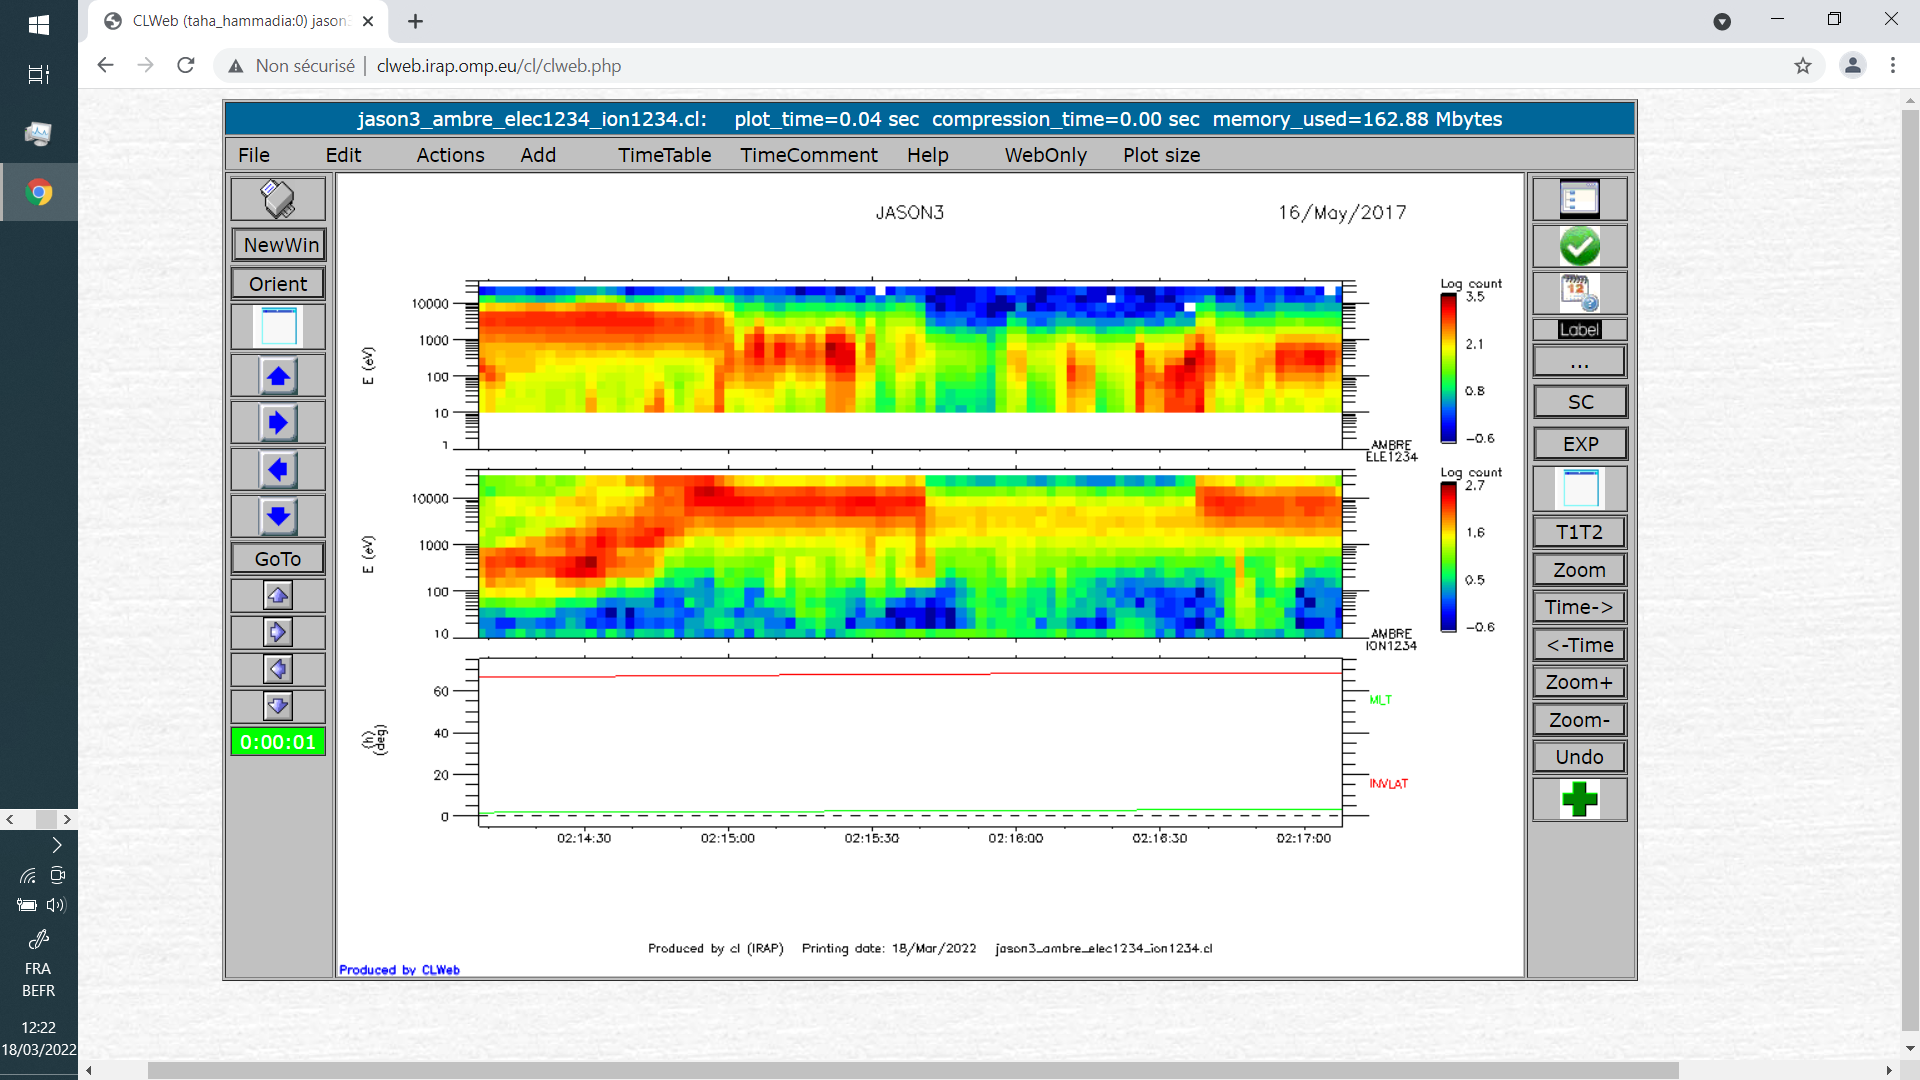 CLWeb (taha_hammadia:0) jason3
Non sécurisé | clweb.irap.omp.eu/cl/clweb.php
jason3_ambre_elec1234_ion1234.cl: plot_time=0.04 sec compression_time=0.00 sec memory_used=162.88 Mbytes
File Edit Actions Add TimeTable TimeComment Help WebOnly Plot size
NewWin
Orient
GoTo
0:00:01
JASON3 16/May/2017
E (eV)
10000
1000
100
10
1
Log count
3.5
2.1
0.8
-0.6
AMBRE
ELE1234
E (eV)
10000
1000
100
10
Log count
2.7
1.6
0.5
-0.6
AMBRE
ION1234
(h)
(deg)
60
40
20
0
MLT
INVLAT
02:14:30 02:15:00 02:15:30 02:16:00 02:16:30 02:17:00
Produced by cl (IRAP) Printing date: 18/Mar/2022 jason3_ambre_elec1234_ion1234.cl
Produced by CLWeb
12
Label
...
SC
EXP
T1T2
Zoom
Time->
<-Time
Zoom+
Zoom-
Undo
FRA
BEFR
12:22
18/03/2022